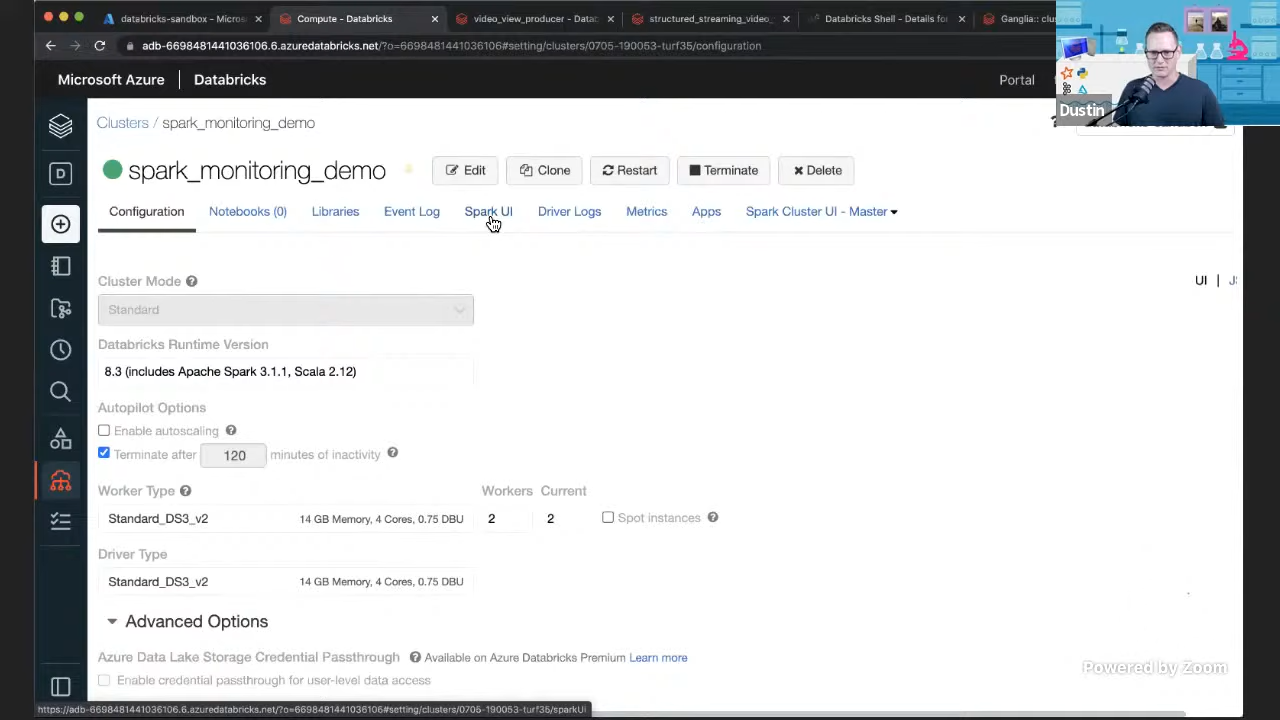 databricks-sandbox – Micros
Compute - Databricks
video_view_producer - Datab
structured_streaming_video_
Databricks Shell - Details for
Ganglia:: clus
adb-6698481441036106.6.azuredatabricks.net/?o=6698481441036106#setting/clusters/0705-190053-turf35/configuration
Microsoft Azure | Databricks
Portal
Dustin
Clusters / spark_monitoring_demo
spark_monitoring_demo
Edit
Clone
Restart
Terminate
Delete
Configuration
Notebooks (0)
Libraries
Event Log
Spark UI
Driver Logs
Metrics
Apps
Spark Cluster UI - Master
UI | JS
Cluster Mode
Standard
Databricks Runtime Version
8.3 (includes Apache Spark 3.1.1, Scala 2.12)
Autopilot Options
Enable autoscaling
Terminate after 120 minutes of inactivity
Worker Type
Workers Current
Standard_DS3_v2 14 GB Memory, 4 Cores, 0.75 DBU 2 2 Spot instances
Driver Type
Standard_DS3_v2 14 GB Memory, 4 Cores, 0.75 DBU
Advanced Options
Azure Data Lake Storage Credential Passthrough Available on Azure Databricks Premium Learn more
Enable credential passthrough for user-level data access
Powered by Zoom
https://adb-6698481441036106.6.azuredatabricks.net/?o=6698481441036106#setting/clusters/0705-190053-turf35/sparkUi